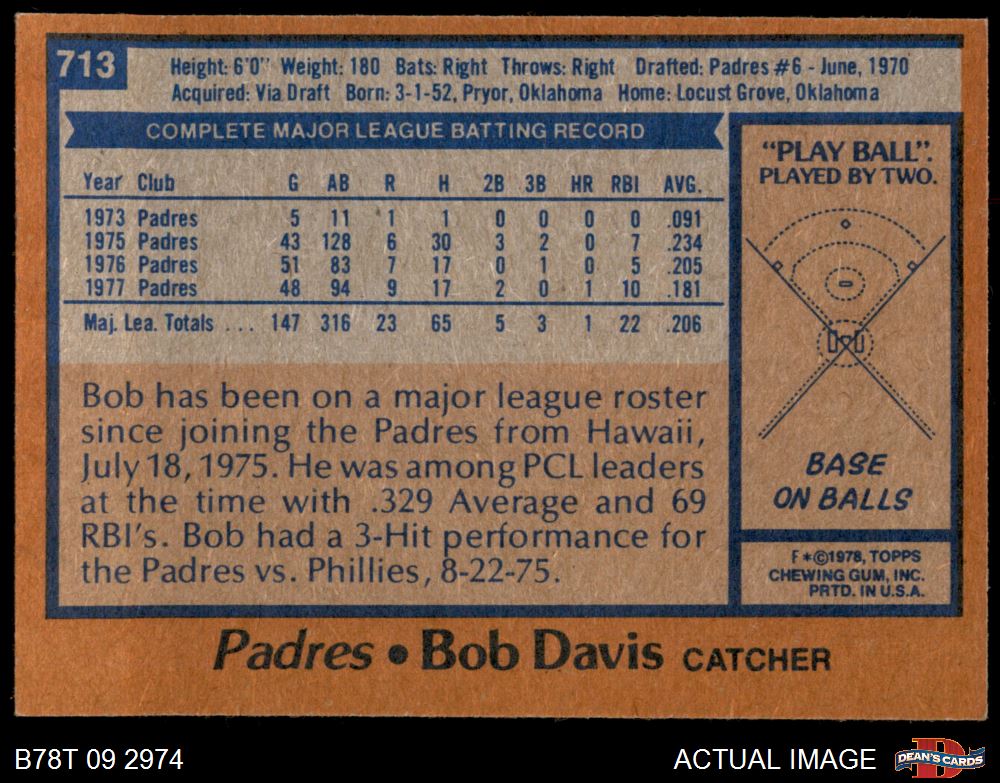 713
Height: 6'0" Weight: 180 Bats: Right Throws: Right Drafted: Padres #6 - June, 1970
Acquired: Via Draft Born: 3-1-52, Pryor, Oklahoma Home: Locust Grove, Oklahoma
COMPLETE MAJOR LEAGUE BATTING RECORD
Year Club G AB R H 2B 3B HR RBI AVG.
1973 Padres 5 11 1 1 0 0 0 0 .091
1975 Padres 43 128 6 30 3 2 0 7 .234
1976 Padres 51 83 7 17 0 1 0 5 .205
1977 Padres 48 94 9 17 2 0 1 10 .181
Maj. Lea. Totals ... 147 316 23 65 5 3 1 22 .206
Bob has been on a major league roster
since joining the Padres from Hawaii,
July 18, 1975. He was among PCL leaders
at the time with .329 Average and 69
RBI's. Bob had a 3-Hit performance for
the Padres vs. Phillies, 8-22-75.
"PLAY BALL".
PLAYED BY TWO.
BASE
ON BALLS
F*©1978, TOPPS
CHEWING GUM, INC.
PRTD. IN U.S.A.
Padres • Bob Davis CATCHER
B78T 09 2974
ACTUAL IMAGE
D
DEAN'S CARDS